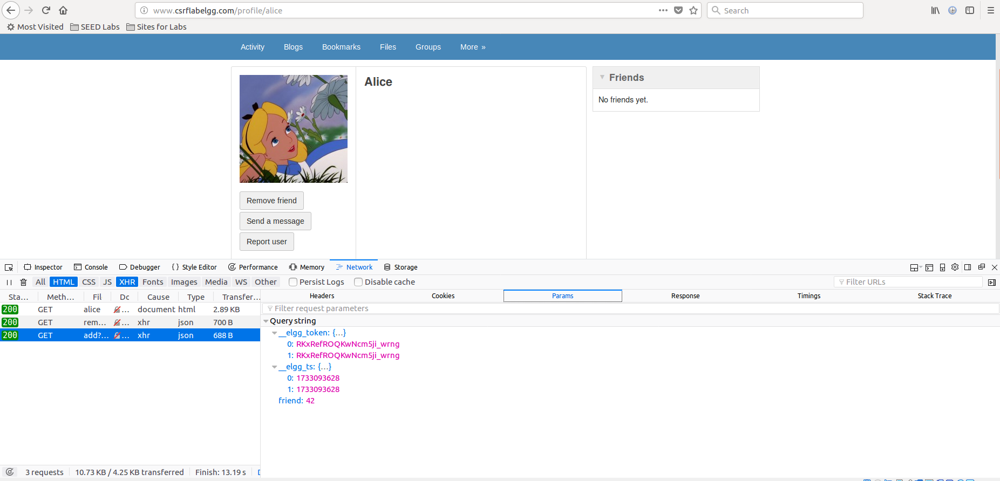 www.csrflabelgg.com/profile/alice
Search
Most Visited SEED Labs Sites for Labs
Activity Blogs Bookmarks Files Groups More »
Alice
Friends
No friends yet.
Remove friend
Send a message
Report user
Inspector Console Debugger { } Style Editor Performance Memory Network Storage
All HTML CSS JS XHR Fonts Images Media WS Other Persist Logs Disable cache Filter URLs
Sta... Meth... Fil Dc Cause Type Transfer... Headers Cookies Params Response Timings Stack Trace
200 GET alice ... document html 2.89 KB
Filter request parameters
200 GET rem... ... xhr json 700 B
Query string
200 GET add?... ... xhr json 688 B
__elgg_token: {...}
0: RKxRefROQKwNcm5ji_wrng
1: RKxRefROQKwNcm5ji_wrng
__elgg_ts: {...}
0: 1733093628
1: 1733093628
friend: 42
3 requests 10.73 KB / 4.25 KB transferred Finish: 13.19 s